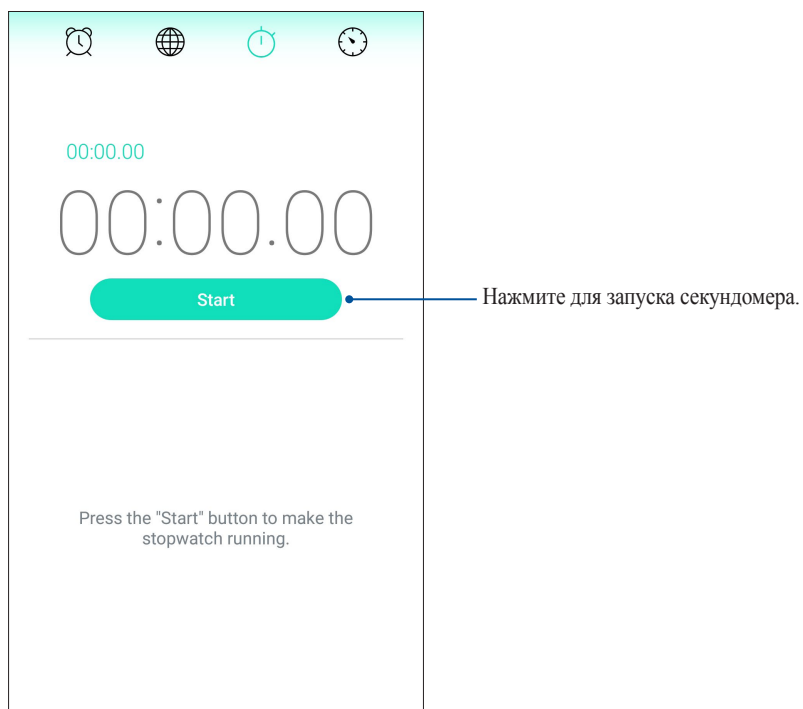 00:00.00
00:00.00
Start
Нажмите для запуска секундомера.
Press the "Start" button to make the
stopwatch running.